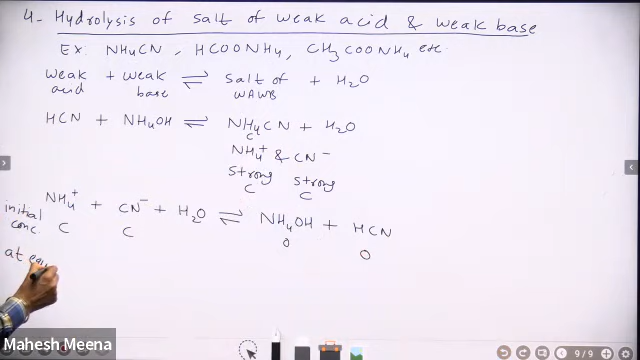 4. Hydrolysis of salt of weak acid & weak base
Ex: NH4CN , HCOONH4, CH3COONH4 etc.
weak acid + weak base ⇌ salt of WAWB + H2O
HCN + NH4OH ⇌ NH4CN + H2O
C
NH4+ & CN−
strong strong
C C
NH4+ + CN− + H2O ⇌ NH4OH + HCN
initial conc. C C 0 0
at equi
Mahesh Meena
9/9